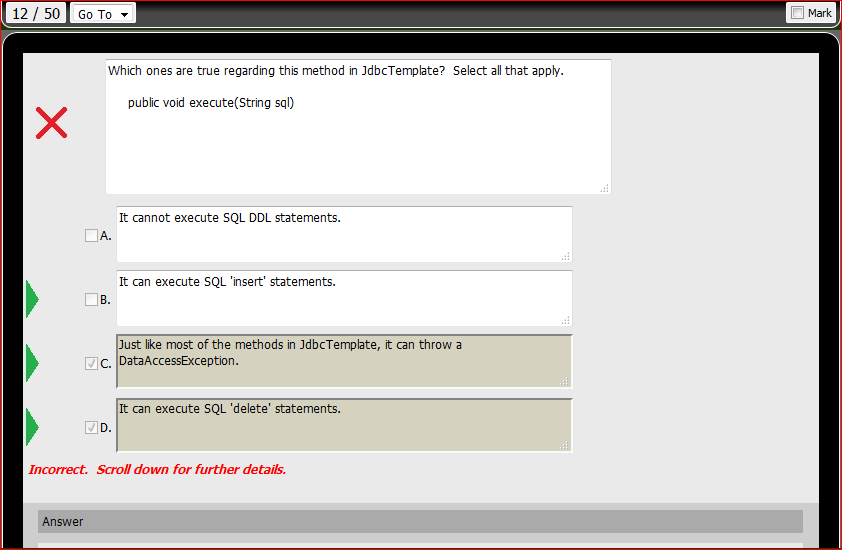 12 / 50 Go To Mark
Which ones are true regarding this method in JdbcTemplate?  Select all that apply.
public void execute(String sql)
A. It cannot execute SQL DDL statements.
B. It can execute SQL 'insert' statements.
C. Just like most of the methods in JdbcTemplate, it can throw a
DataAccessException.
D. It can execute SQL 'delete' statements.
Incorrect.  Scroll down for further details.
Answer